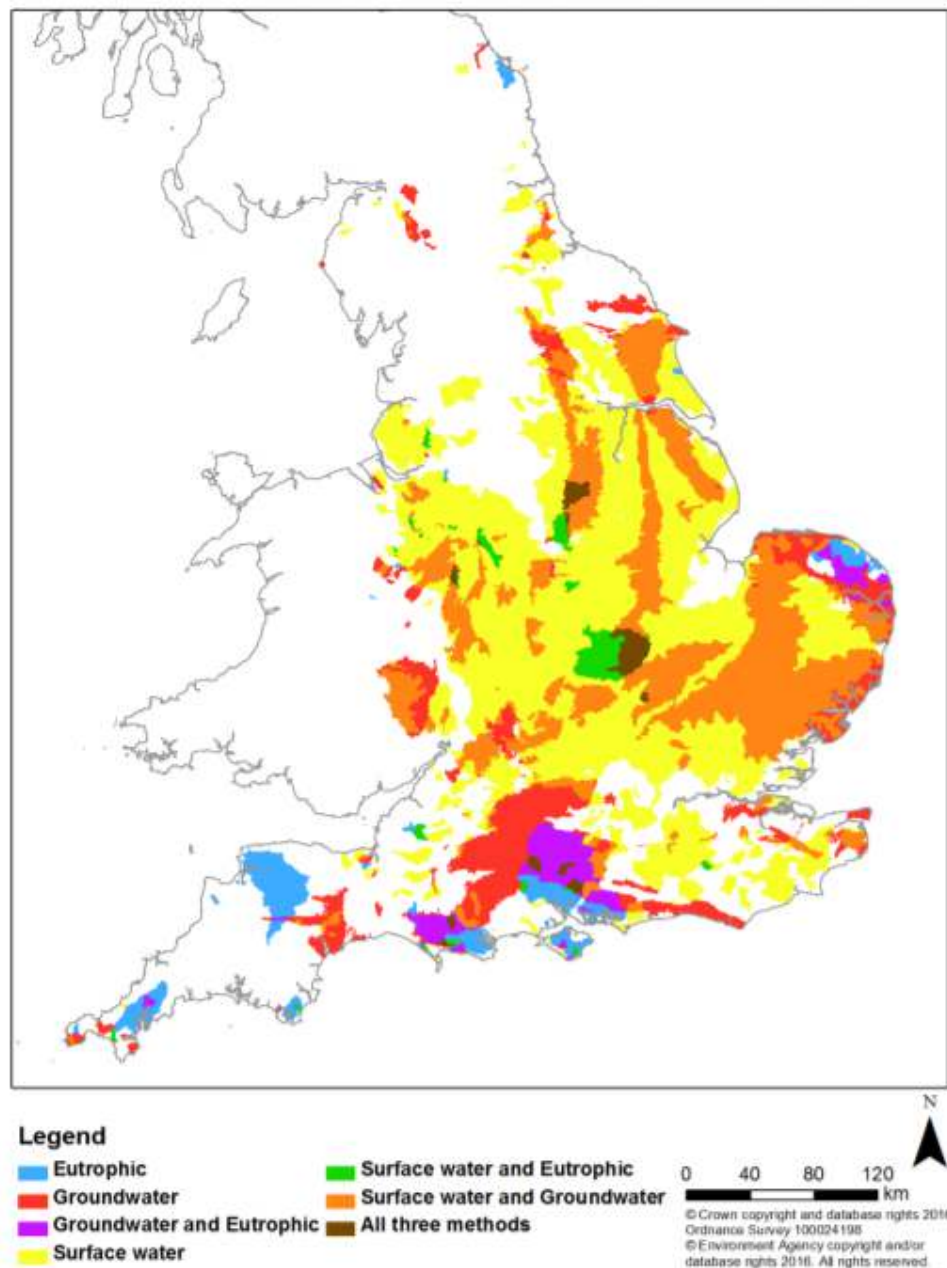 N
Legend
Eutrophic
Groundwater
Groundwater and Eutrophic
Surface water
Surface water and Eutrophic
Surface water and Groundwater
All three methods
0 40 80 120
km
© Crown copyright and database rights 201
Ordnance Survey 100024198
© Environment Agency copyright and/or
database rights 2016. All rights reserved.